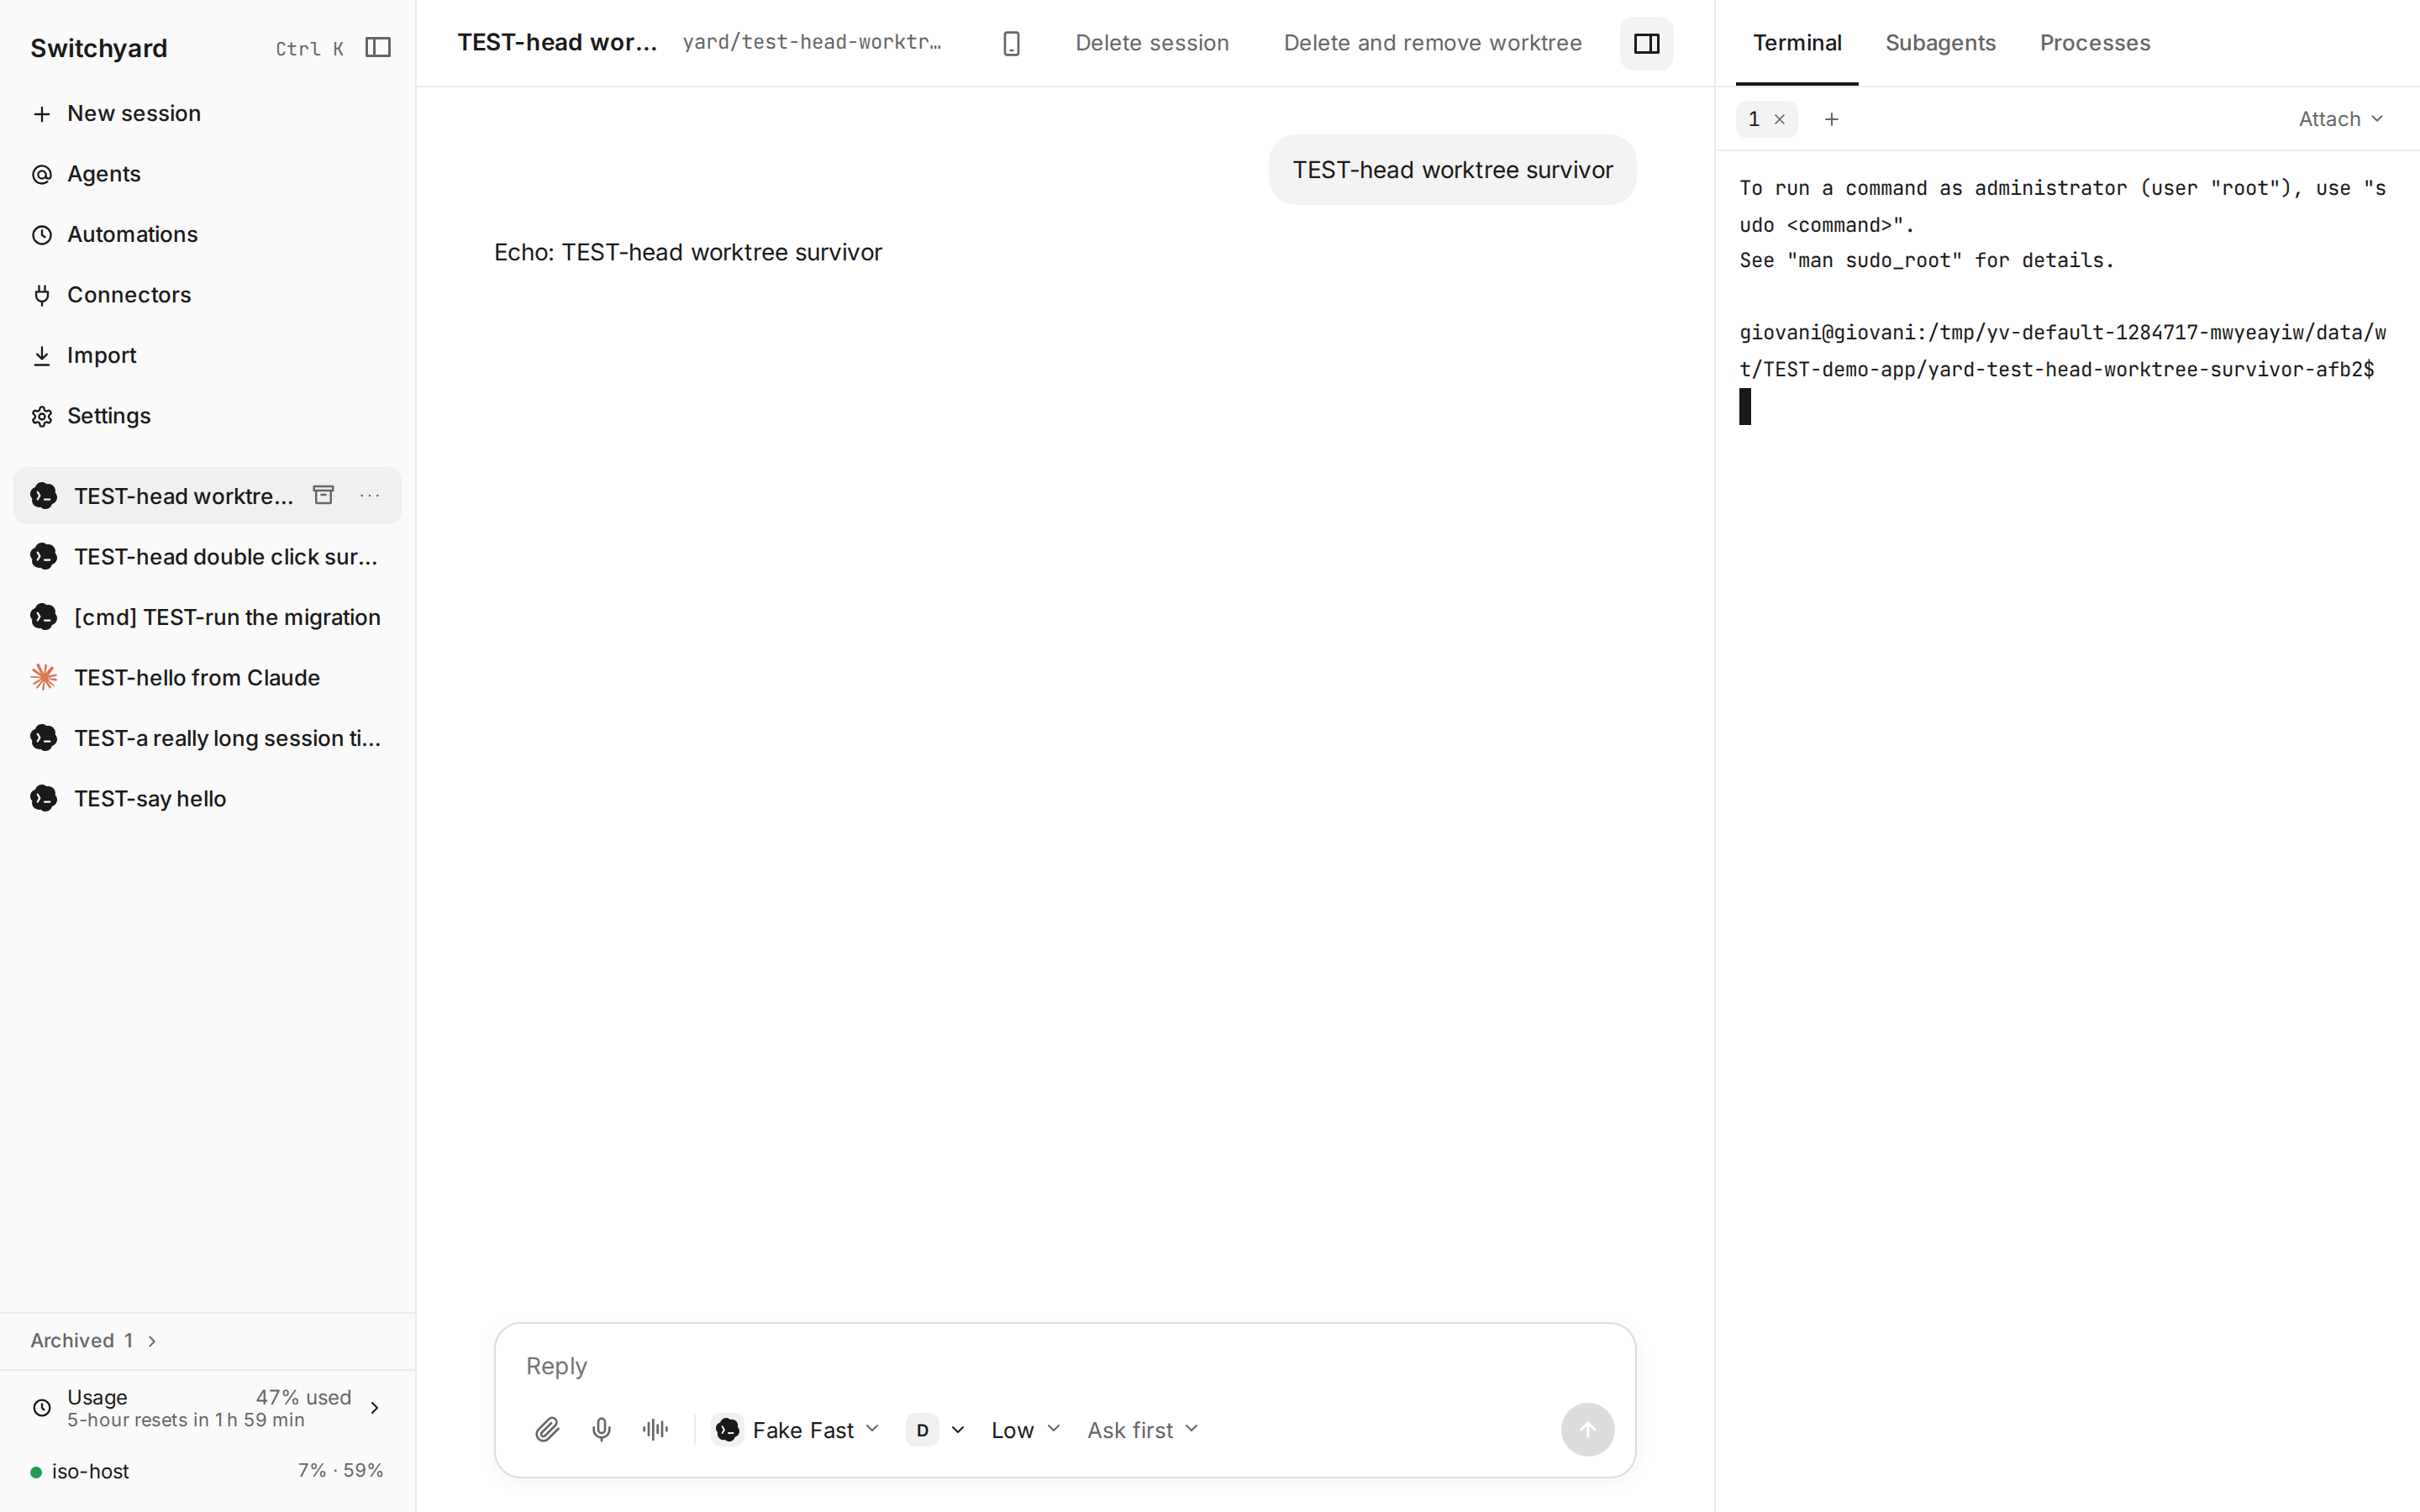 Switchyard
Ctrl K
New session
Agents
Automations
Connectors
Import
Settings
TEST-head worktre...
TEST-head double click sur...
[cmd] TEST-run the migration
TEST-hello from Claude
TEST-a really long session ti...
TEST-say hello
Archived 1
Usage 47% used
5-hour resets in 1 h 59 min
iso-host 7% · 59%
TEST-head wor... yard/test-head-worktr... Delete session Delete and remove worktree
TEST-head worktree survivor
Echo: TEST-head worktree survivor
Reply
Fake Fast D Low Ask first
Terminal Subagents Processes
1 Attach
To run a command as administrator (user "root"), use "s
udo <command>".
See "man sudo_root" for details.
giovani@giovani:/tmp/yv-default-1284717-mwyeayiw/data/w
t/TEST-demo-app/yard-test-head-worktree-survivor-afb2$